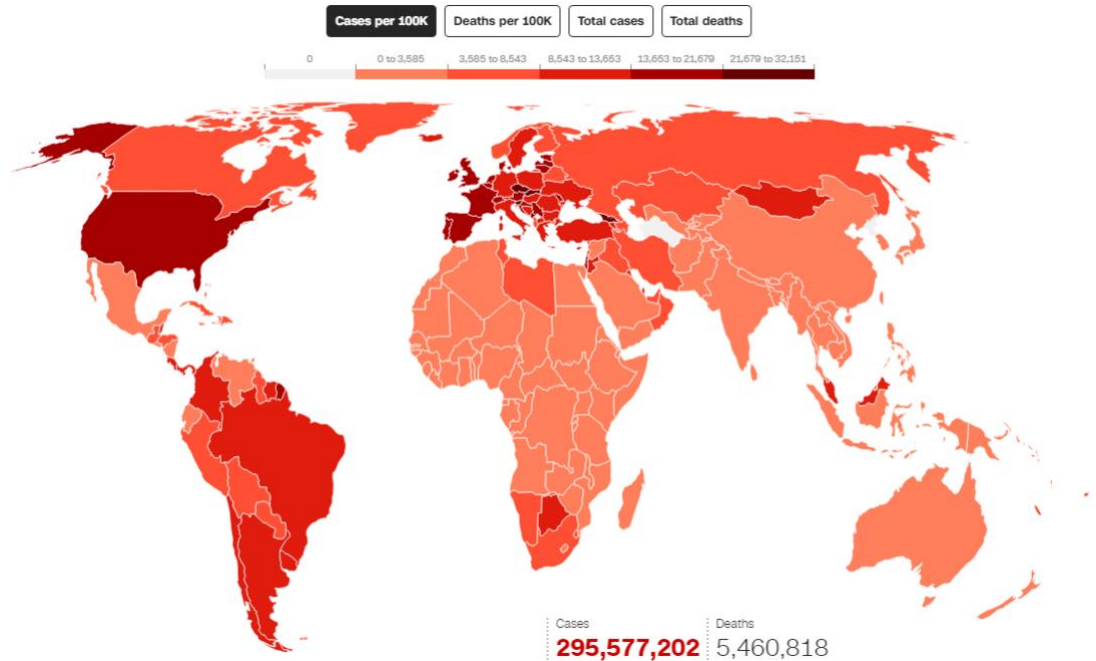 Cases per 100K Deaths per 100K Total cases Total deaths
0 0 to 3,585 3,585 to 8,543 8,543 to 13,653 13,653 to 21,679 21,679 to 32,151
Cases Deaths
295,577,202 5,460,818